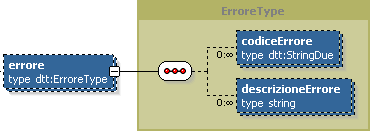 ErroreType
errore
type dtt:ErroreType
codiceErrore
type dtt:StringDue
0:∞
descrizioneErrore
type string
0:∞